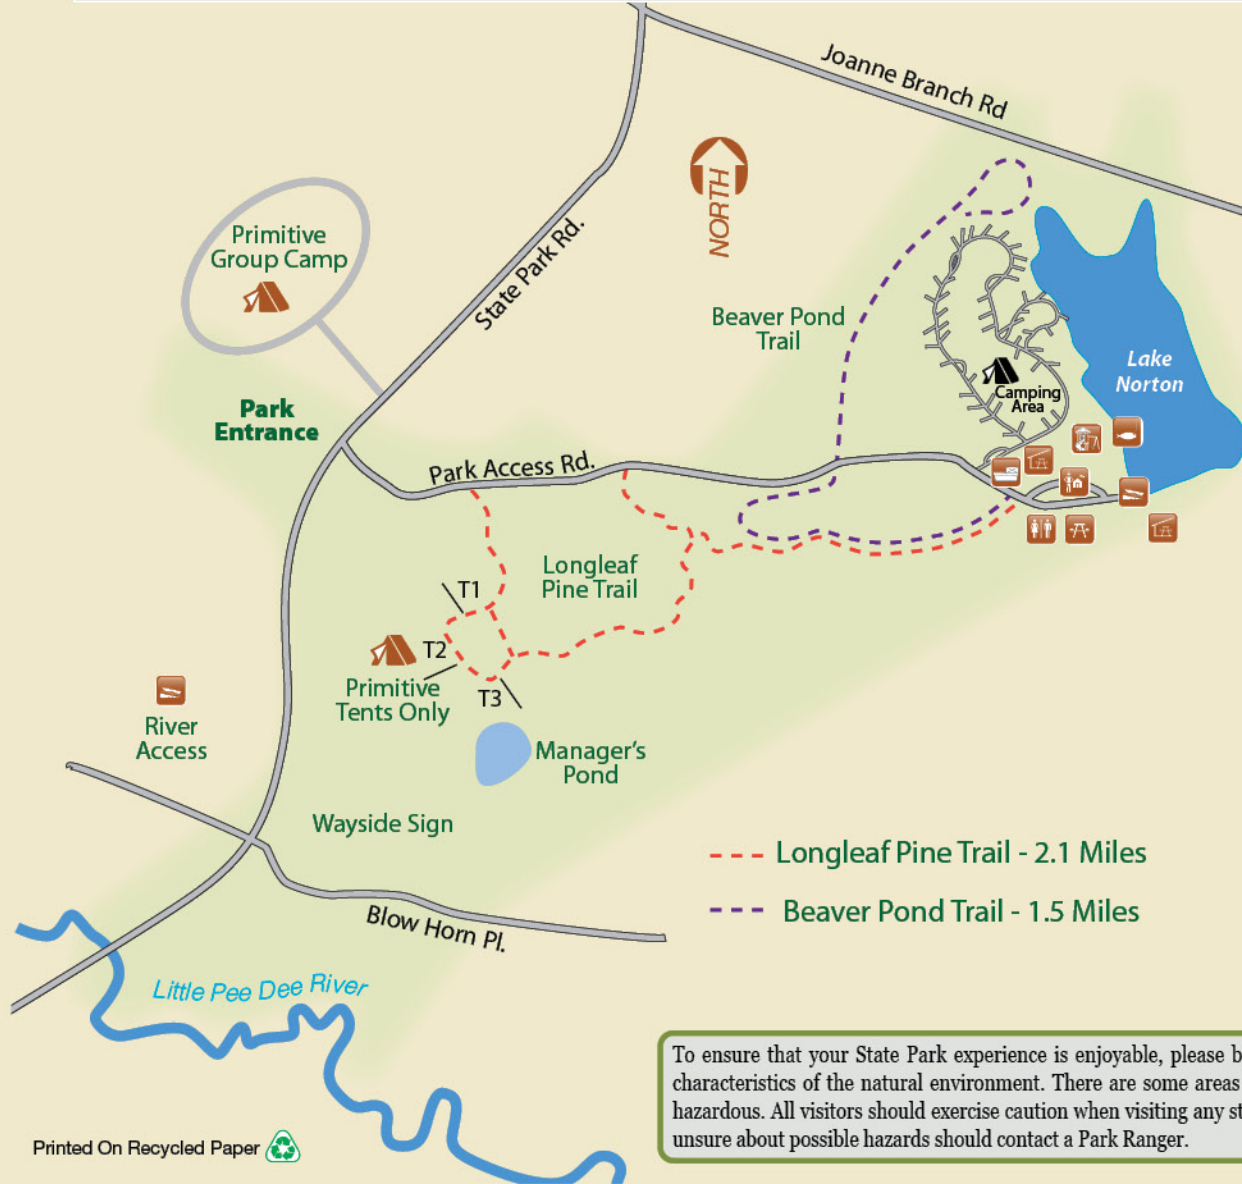 Joanne Branch Rd
NORTH
Primitive
Group Camp
State Park Rd.
Beaver Pond
Trail
Lake
Norton
Camping
Area
Park
Entrance
Park Access Rd.
Longleaf
Pine Trail
T1
T2
T3
Primitive
Tents Only
River
Access
Manager's
Pond
Wayside Sign
Longleaf Pine Trail - 2.1 Miles
Beaver Pond Trail - 1.5 Miles
Blow Horn Pl.
Little Pee Dee River
To ensure that your State Park experience is enjoyable, please b
characteristics of the natural environment. There are some areas
hazardous. All visitors should exercise caution when visiting any st
unsure about possible hazards should contact a Park Ranger.
Printed On Recycled Paper